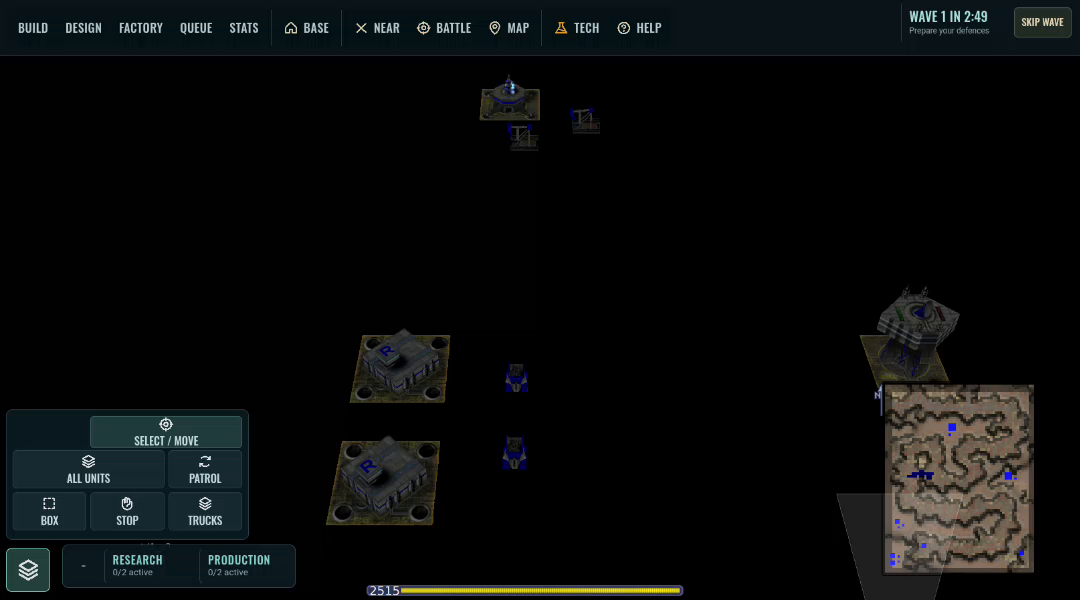 BUILD DESIGN FACTORY QUEUE STATS BASE NEAR BATTLE MAP TECH HELP
WAVE 1 IN 2:49
Prepare your defences
SKIP WAVE
R
R
N
SELECT / MOVE
ALL UNITS PATROL
BOX STOP TRUCKS
- RESEARCH PRODUCTION
0/2 active 0/2 active
2515